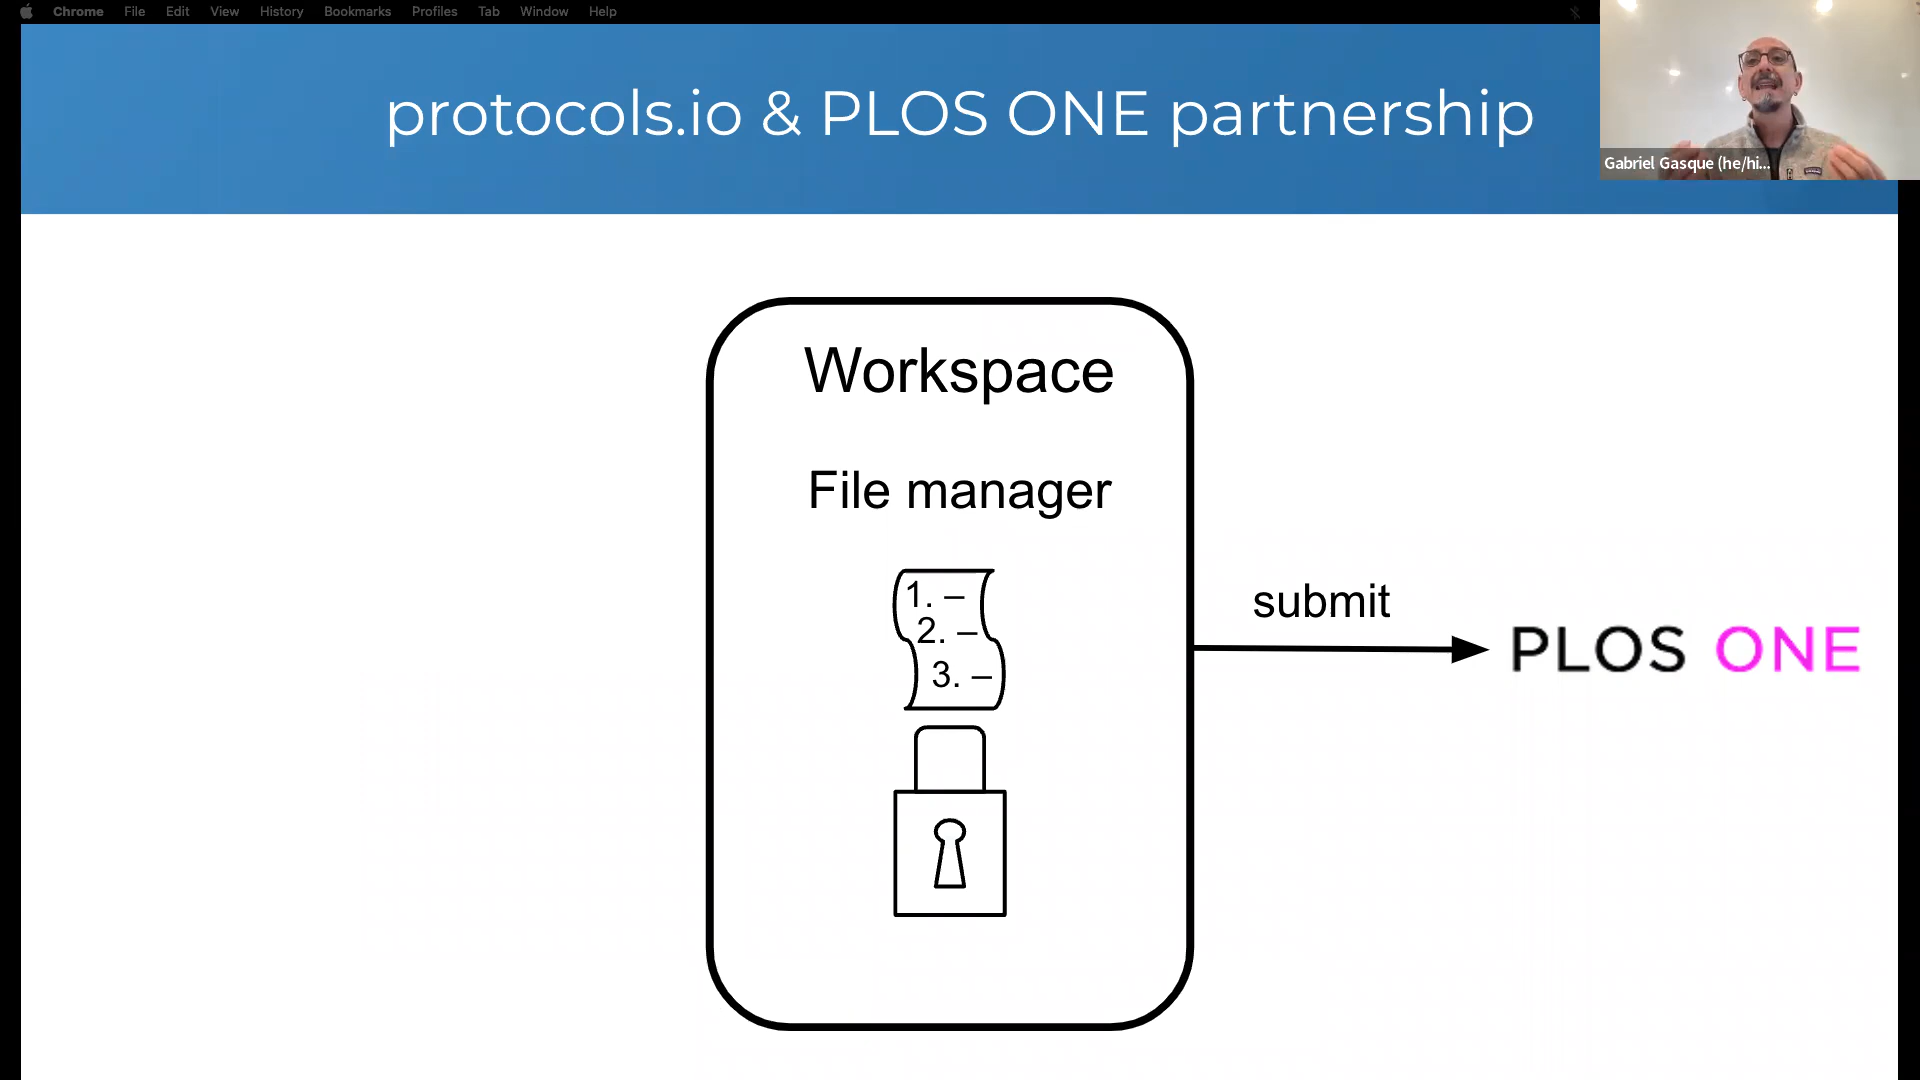 Chrome File Edit View History Bookmarks Profiles Tab Window Help
protocols.io & PLOS ONE partnership
Gabriel Gasque (he/hi...
Workspace
File manager
1. –
2. –
3. –
submit
PLOS ONE